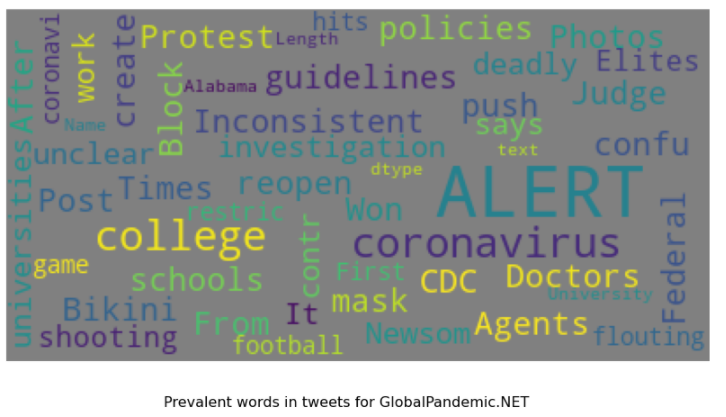 hits
policies
Photos
Protest
Length
coronavi
work
create
Block
Alabama
guidelines
deadly
Elites
Judge
push
says
Name
Inconsistent
investigation
text
confu
After
unclear
dtype
Post
Times
reopen
ALERT
restric
Won
universities
college
coronavirus
Federal
game
schools
contr
First
CDC
Doctors
University
mask
Bikini
From
It
shooting
football
Newsom
Agents
flouting
Prevalent words in tweets for GlobalPandemic.NET